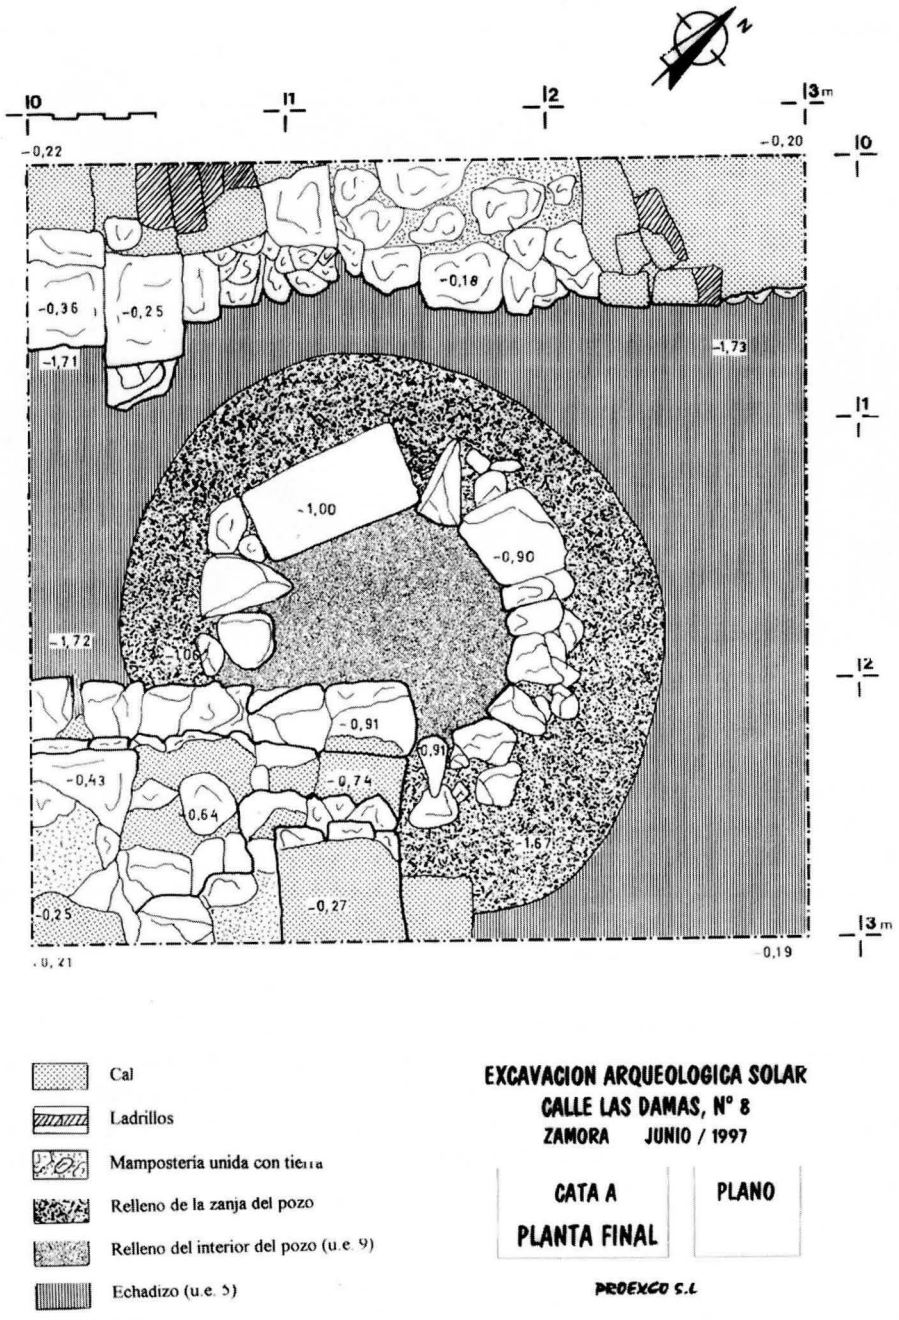 N
0 1 2 3m
-0,22 -0,20
0
-0,36 -0,25 -0,18
-1,71 -1,73
1
-1,00
-0,90
-1,72
2
-0,91
0,91
-0,43 -0,74
-0,64
-1,67
-0,27
-0,25
3m
0,21 -0,19
Cal
Ladrillos
Mampostería unida con tierra
Relleno de la zanja del pozo
Relleno del interior del pozo (u.e. 9)
Echadizo (u.e. 5)
EXCAVACION ARQUEOLOGICA SOLAR
CALLE LAS DAMAS, N° 8
ZAMORA JUNIO / 1997
CATA A
PLANTA FINAL
PLANO
PROEXCO S.L